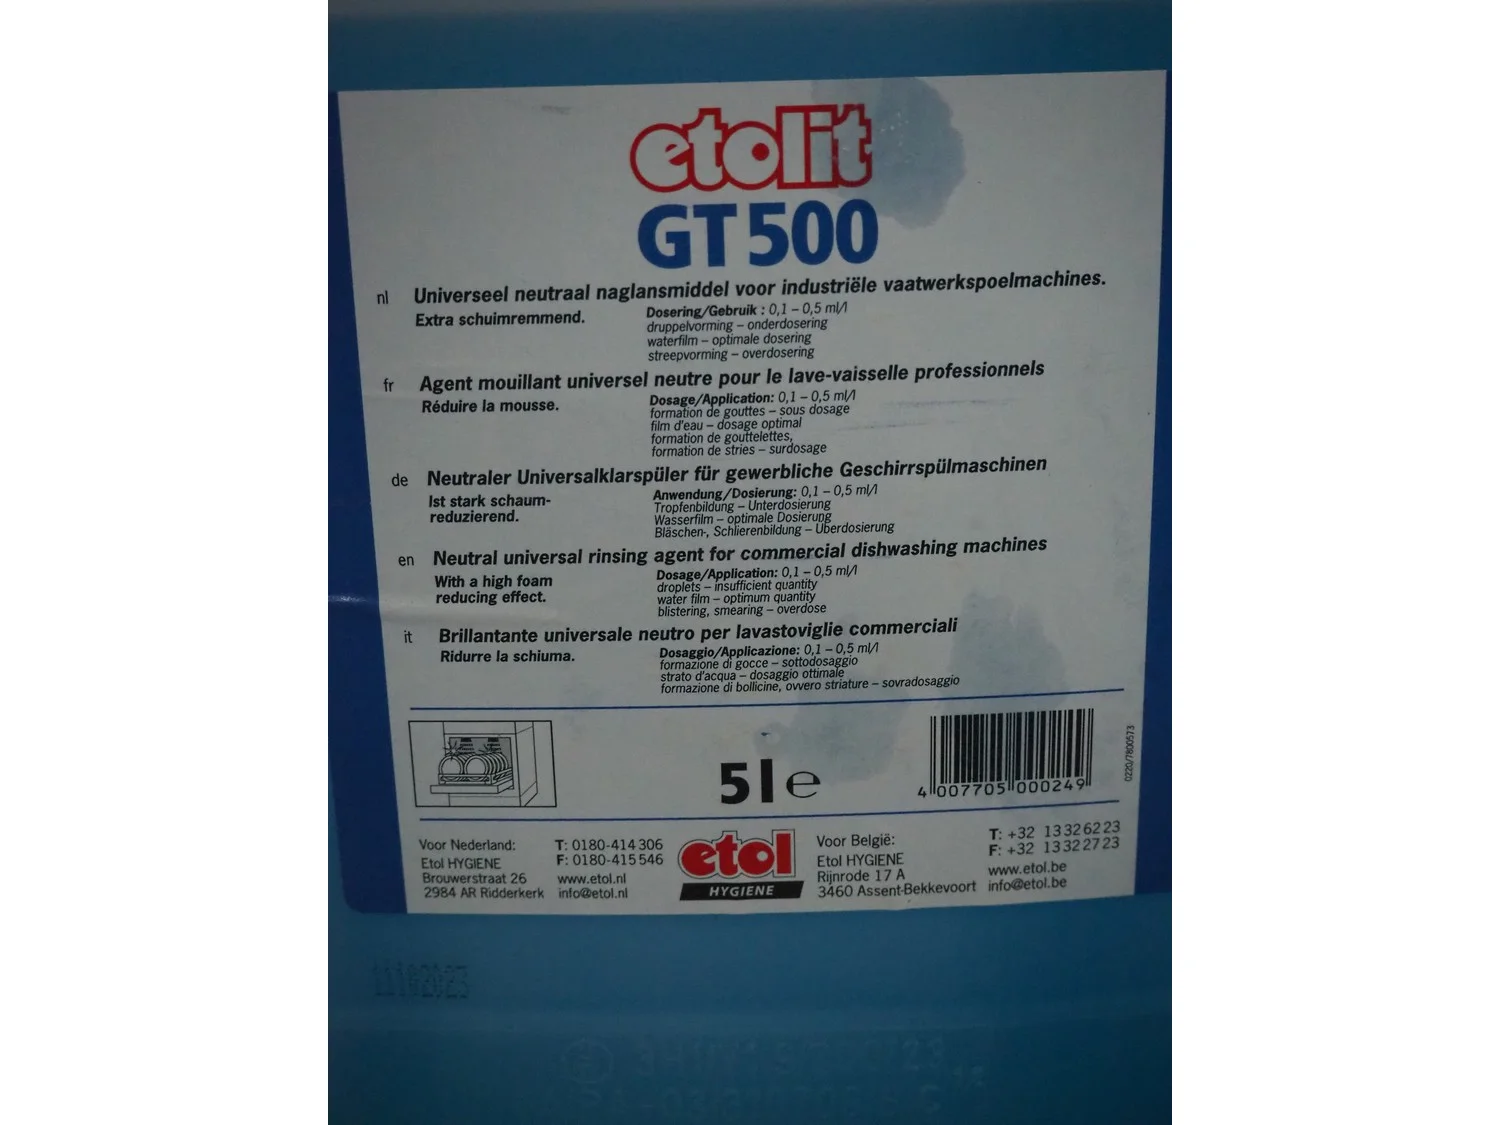 etolit
GT 500
nl Universeel neutraal naglansmiddel voor industriële vaatwerkspoelmachines.
Extra schuimremmend.
Dosering/Gebruik : 0,1 – 0,5 ml/l
druppelvorming – onderdosering
waterfilm – optimale dosering
streepvorming – overdosering
fr Agent mouillant universel neutre pour le lave-vaisselle professionnels
Réduire la mousse.
Dosage/Application: 0,1 – 0,5 ml/l
formation de gouttes – sous dosage
film d'eau – dosage optimal
formation de gouttelettes,
formation de stries – surdosage
de Neutraler Universalklarspüler für gewerbliche Geschirrspülmaschinen
Ist stark schaum-
reduzierend.
Anwendung/Dosierung: 0,1 – 0,5 ml/l
Tropfenbildung – Unterdosierung
Wasserfilm – optimale Dosierung
Bläschen-, Schlierenbildung – Überdosierung
en Neutral universal rinsing agent for commercial dishwashing machines
With a high foam
reducing effect.
Dosage/Application: 0,1 – 0,5 ml/l
droplets – insufficient quantity
water film – optimum quantity
blistering, smearing – overdose
it Brillantante universale neutro per lavastoviglie commerciali
Ridurre la schiuma.
Dosaggio/Applicazione: 0,1 – 0,5 ml/l
formazione di gocce – sottodosaggio
strato d'acqua – dosaggio ottimale
formazione di bollicine, ovvero striature – sovradosaggio
5 l e
4 007705 000249
0220/7800573
Voor Nederland:
Etol HYGIENE
Brouwerstraat 26
2984 AR Ridderkerk
T: 0180-414 306
F: 0180-415 546
www.etol.nl
info@etol.nl
etol
HYGIENE
Voor België:
Etol HYGIENE
Rijnrode 17 A
3460 Assent-Bekkevoort
T: +32 13 32 62 23
F: +32 13 32 27 23
www.etol.be
info@etol.be